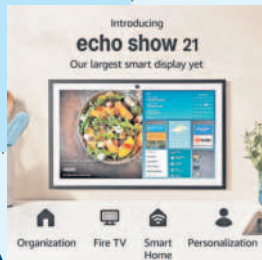 Introducing
echo show 21
Our largest smart display yet
Organization
Fire TV
Smart
Home
Personalization